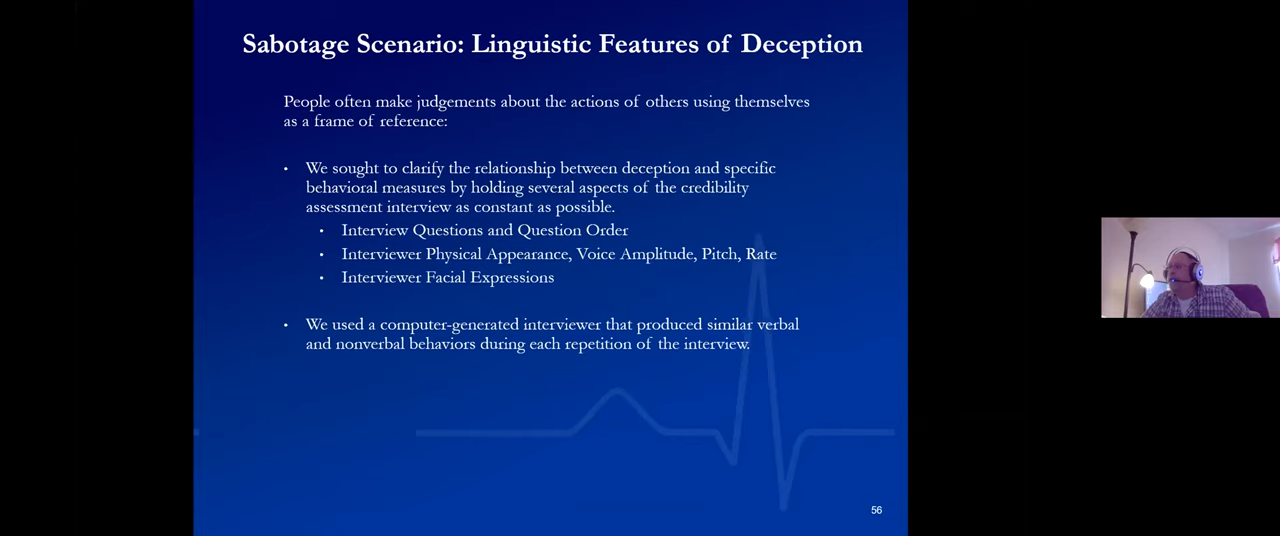 Sabotage Scenario: Linguistic Features of Deception
People often make judgements about the actions of others using themselves
as a frame of reference:
• We sought to clarify the relationship between deception and specific
behavioral measures by holding several aspects of the credibility
assessment interview as constant as possible.
• Interview Questions and Question Order
• Interviewer Physical Appearance, Voice Amplitude, Pitch, Rate
• Interviewer Facial Expressions
• We used a computer-generated interviewer that produced similar verbal
and nonverbal behaviors during each repetition of the interview.
56